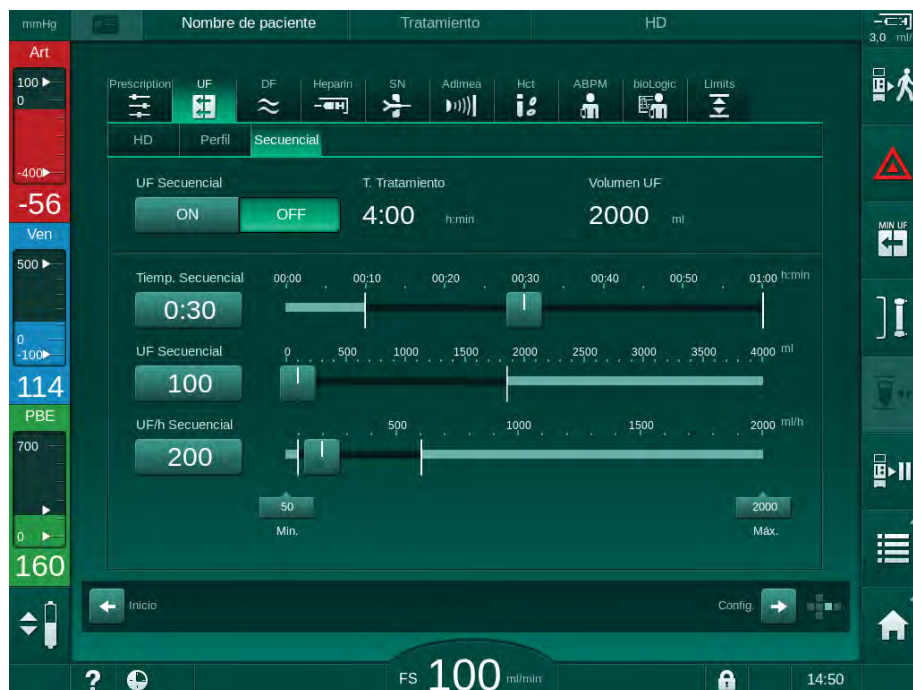 mmHg Nombre de paciente Tratamiento HD
3,0 ml/
Art
100
0
-400
-56
Ven
500
0
-100
114
PBE
700
0
160
Prescription UF DF Heparin SN Adimea Hct ABPM bioLogic Limits
HD Perfil Secuencial
UF Secuencial T. Tratamiento Volumen UF
ON OFF 4:00 h:min 2000 ml
Tiemp. Secuencial 00:00 00:10 00:20 00:30 00:40 00:50 01:00 h:min
0:30
UF Secuencial 0 500 1000 1500 2000 2500 3000 3500 4000 ml
100
UF/h Secuencial 500 1000 1500 2000 ml/h
200
50 2000
Mín. Máx.
MIN UF
Inicio Config.
? FS 100 ml/min 14:50